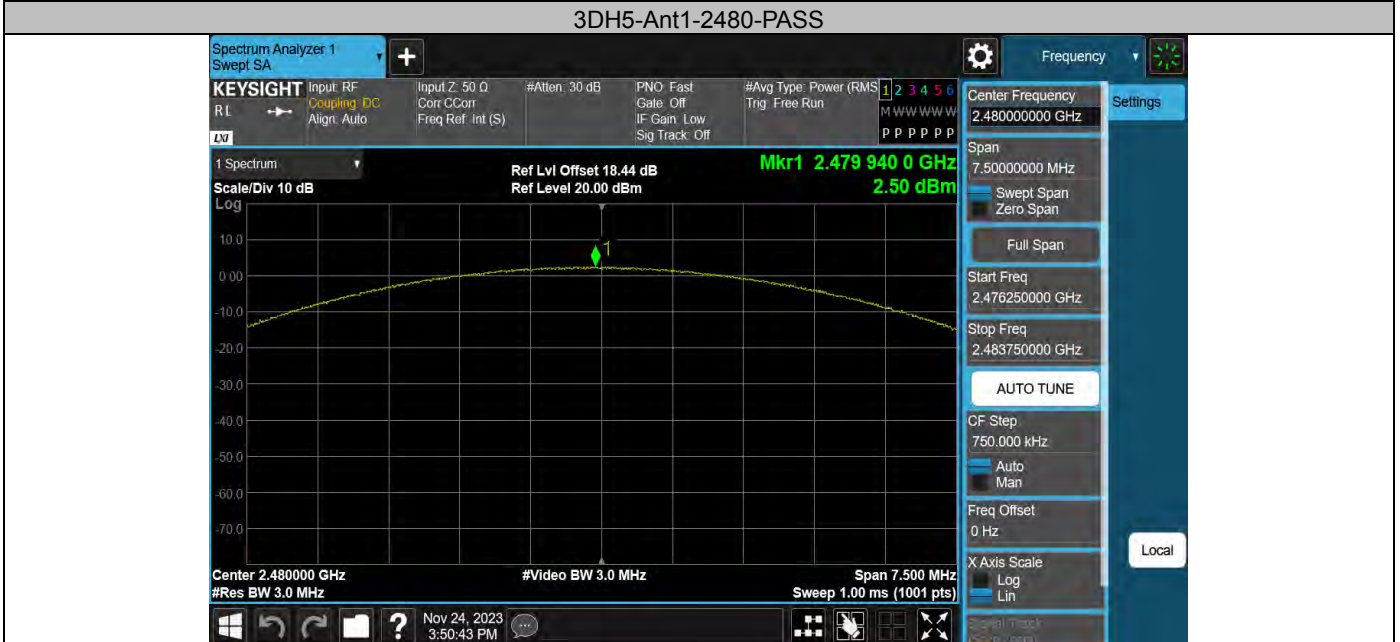 3DH5-Ant1-2480-PASS
Spectrum Analyzer 1
Swept SA
+
Frequency
KEYSIGHT
RL
LXI
Input: RF
Coupling: DC
Align: Auto
Input Z: 50 Ω
Corr CCorr
Freq Ref: Int (S)
#Atten: 30 dB
PNO: Fast
Gate: Off
IF Gain: Low
Sig Track: Off
#Avg Type: Power (RMS
Trig: Free Run
1 2 3 4 5 6
M W W W W W
P P P P P P
Center Frequency
2.480000000 GHz
Settings
Span
7.50000000 MHz
Swept Span
Zero Span
Full Span
Start Freq
2.476250000 GHz
Stop Freq
2.483750000 GHz
AUTO TUNE
CF Step
750.000 kHz
Auto
Man
Freq Offset
0 Hz
X Axis Scale
Log
Lin
Signal Track
Local
1 Spectrum
Scale/Div 10 dB
Log
Ref Lvl Offset 18.44 dB
Ref Level 20.00 dBm
Mkr1 2.479 940 0 GHz
2.50 dBm
1
10.0
0.00
-10.0
-20.0
-30.0
-40.0
-50.0
-60.0
-70.0
Center 2.480000 GHz
#Res BW 3.0 MHz
#Video BW 3.0 MHz
Span 7.500 MHz
Sweep 1.00 ms (1001 pts)
?
Nov 24, 2023
3:50:43 PM